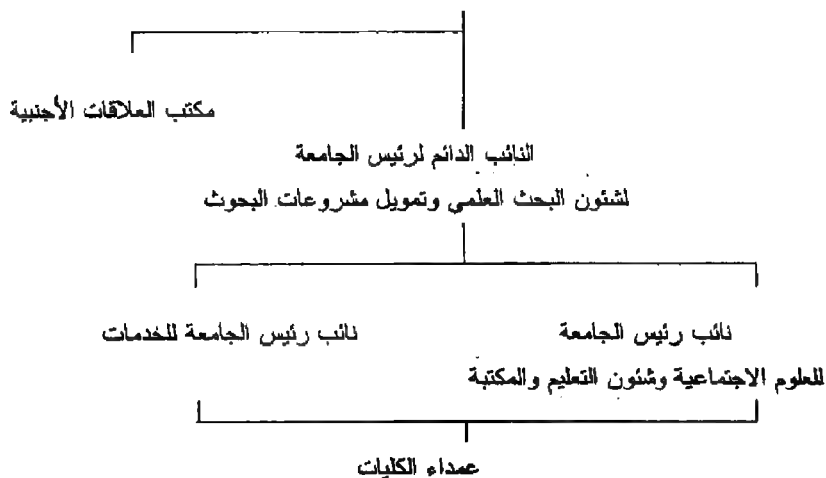 مكتب العلاقات الأجنبية
النائب الدائم لرئيس الجامعة
لشئون البحث العلمي وتمويل مشروعات البحوث
نائب رئيس الجامعة
للعلوم الاجتماعية وشئون التعليم والمكتبة
نائب رئيس الجامعة للخدمات
عمداء الكليات